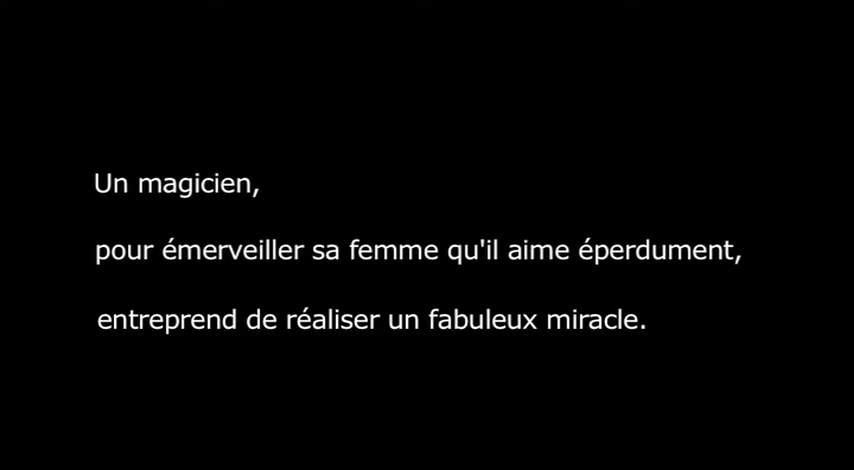 Un magicien,
pour émerveiller sa femme qu'il aime éperdument,
entreprend de réaliser un fabuleux miracle.